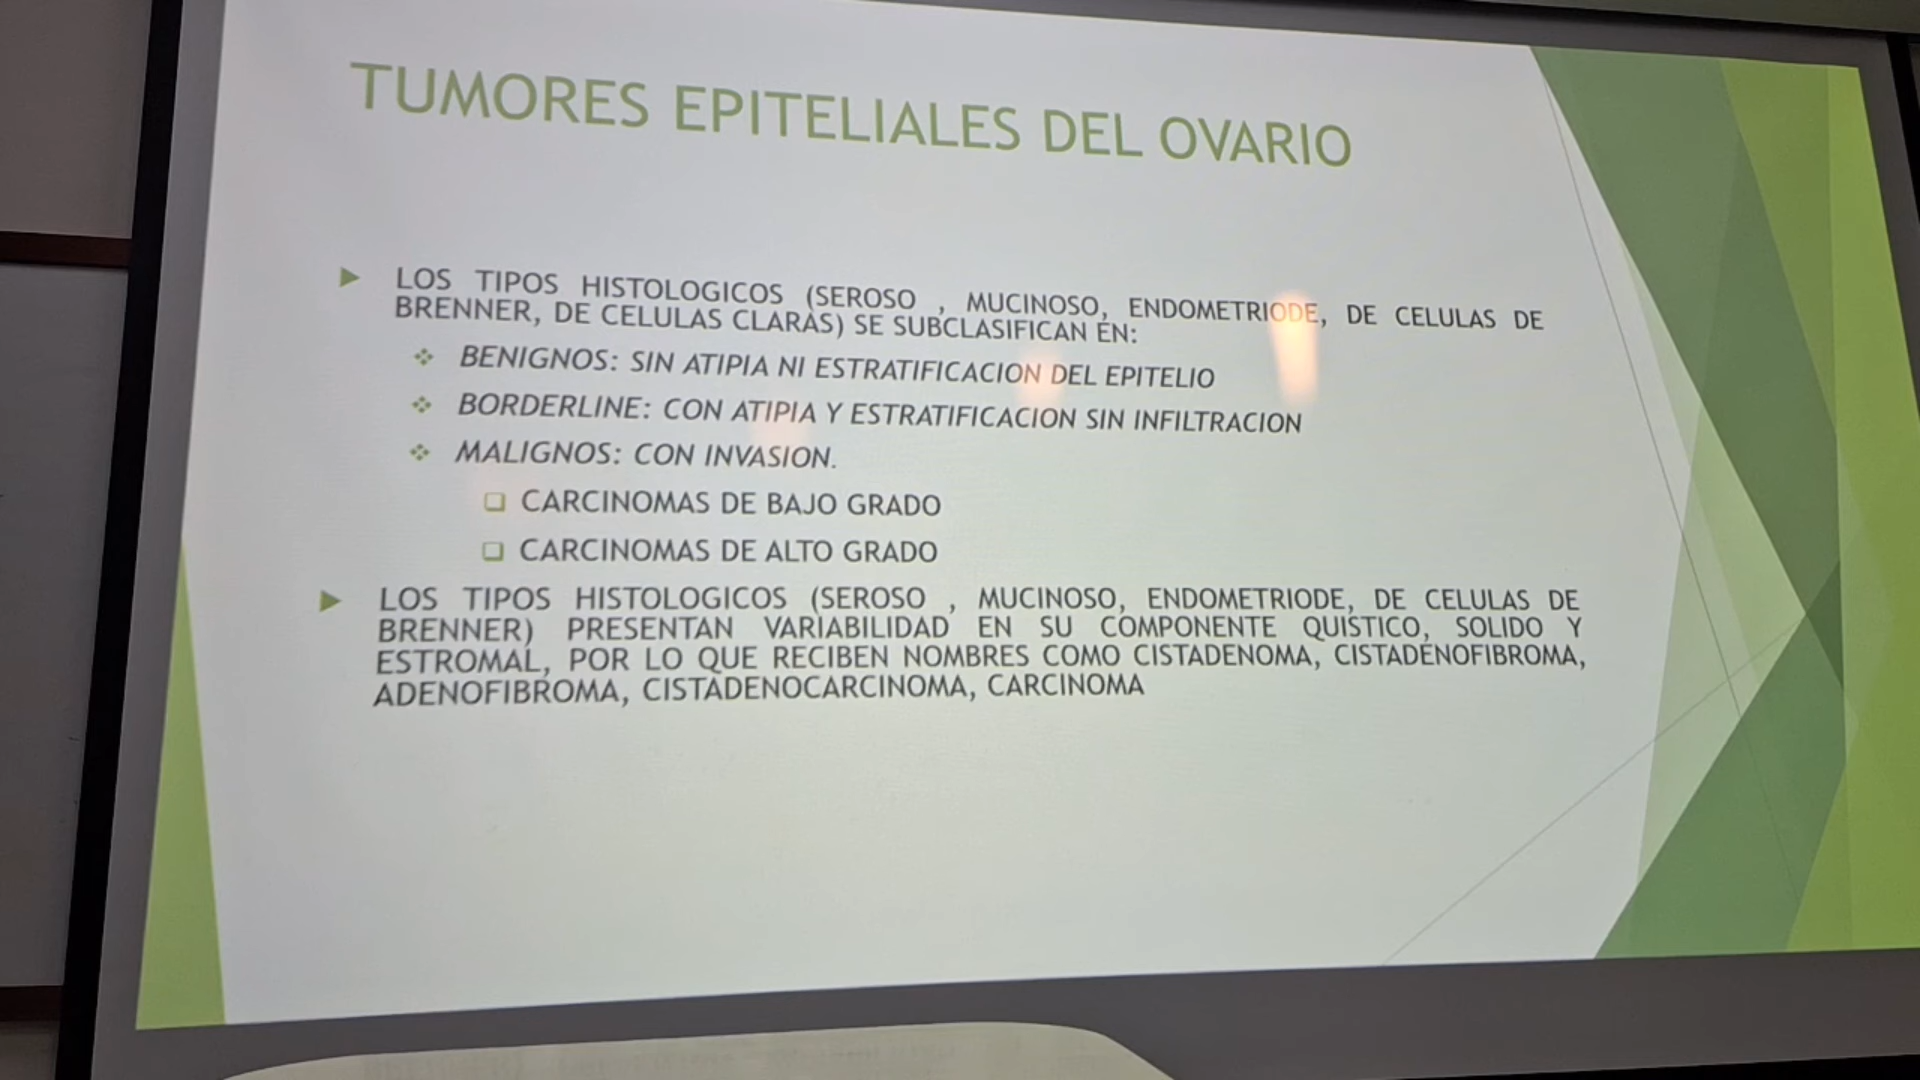 TUMORES EPITELIALES DEL OVARIO
LOS TIPOS HISTOLOGICOS (SEROSO , MUCINOSO, ENDOMETRIODE, DE CELULAS DE
BRENNER, DE CELULAS CLARAS) SE SUBCLASIFICAN EN:
BENIGNOS: SIN ATIPIA NI ESTRATIFICACION DEL EPITELIO
BORDERLINE: CON ATIPIA Y ESTRATIFICACION SIN INFILTRACION
MALIGNOS: CON INVASION.
CARCINOMAS DE BAJO GRADO
CARCINOMAS DE ALTO GRADO
LOS TIPOS HISTOLOGICOS (SEROSO , MUCINOSO, ENDOMETRIODE, DE CELULAS DE
BRENNER) PRESENTAN VARIABILIDAD EN SU COMPONENTE QUISTICO, SOLIDO Y
ESTROMAL, POR LO QUE RECIBEN NOMBRES COMO CISTADENOMA, CISTADENOFIBROMA,
ADENOFIBROMA, CISTADENOCARCINOMA, CARCINOMA